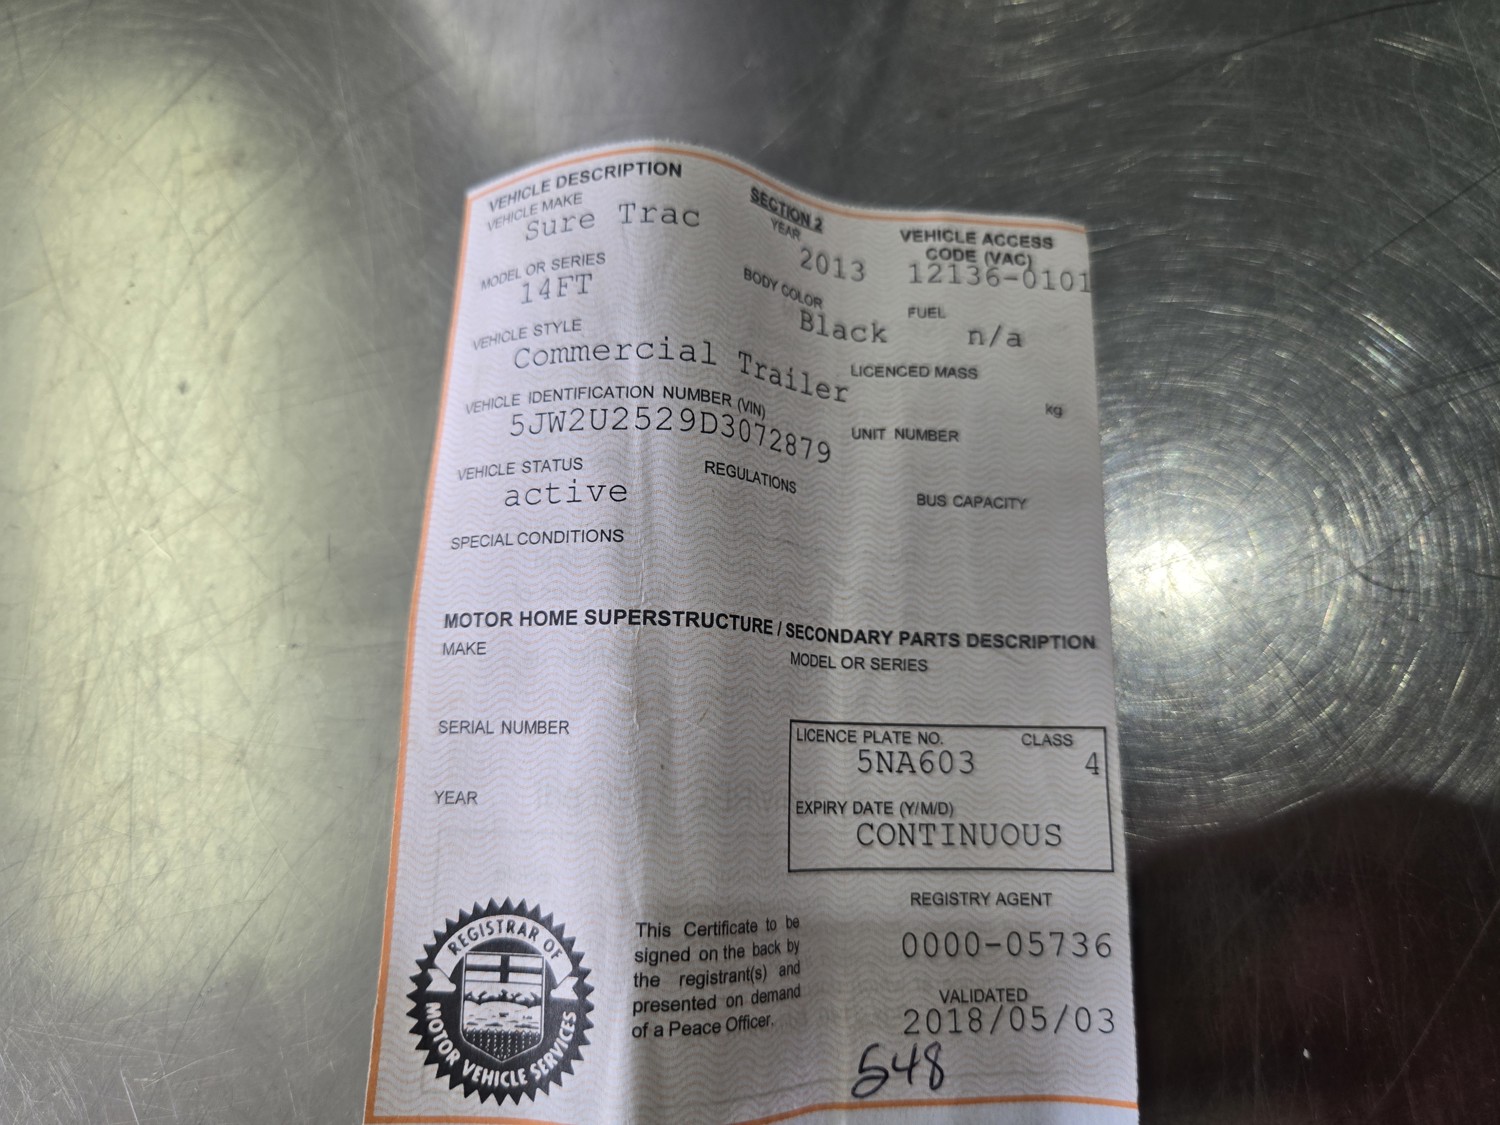 VEHICLE DESCRIPTION
SECTION 2
VEHICLE MAKE
Sure Trac
YEAR
2013
VEHICLE ACCESS
CODE (VAC)
12136-0101
MODEL OR SERIES
14FT
BODY COLOR
Black
FUEL
n/a
VEHICLE STYLE
Commercial Trailer
LICENCED MASS
kg
VEHICLE IDENTIFICATION NUMBER (VIN)
5JW2U2529D3072879
UNIT NUMBER
VEHICLE STATUS
active
REGULATIONS
BUS CAPACITY
SPECIAL CONDITIONS
MOTOR HOME SUPERSTRUCTURE / SECONDARY PARTS DESCRIPTION
MAKE
MODEL OR SERIES
SERIAL NUMBER
YEAR
LICENCE PLATE NO.
CLASS
5NA603
4
EXPIRY DATE (Y/M/D)
CONTINUOUS
REGISTRY AGENT
0000-05736
VALIDATED
2018/05/03
548
This Certificate to be
signed on the back by
the registrant(s) and
presented on demand
of a Peace Officer.
REGISTRAR OF
MOTOR VEHICLE SERVICES